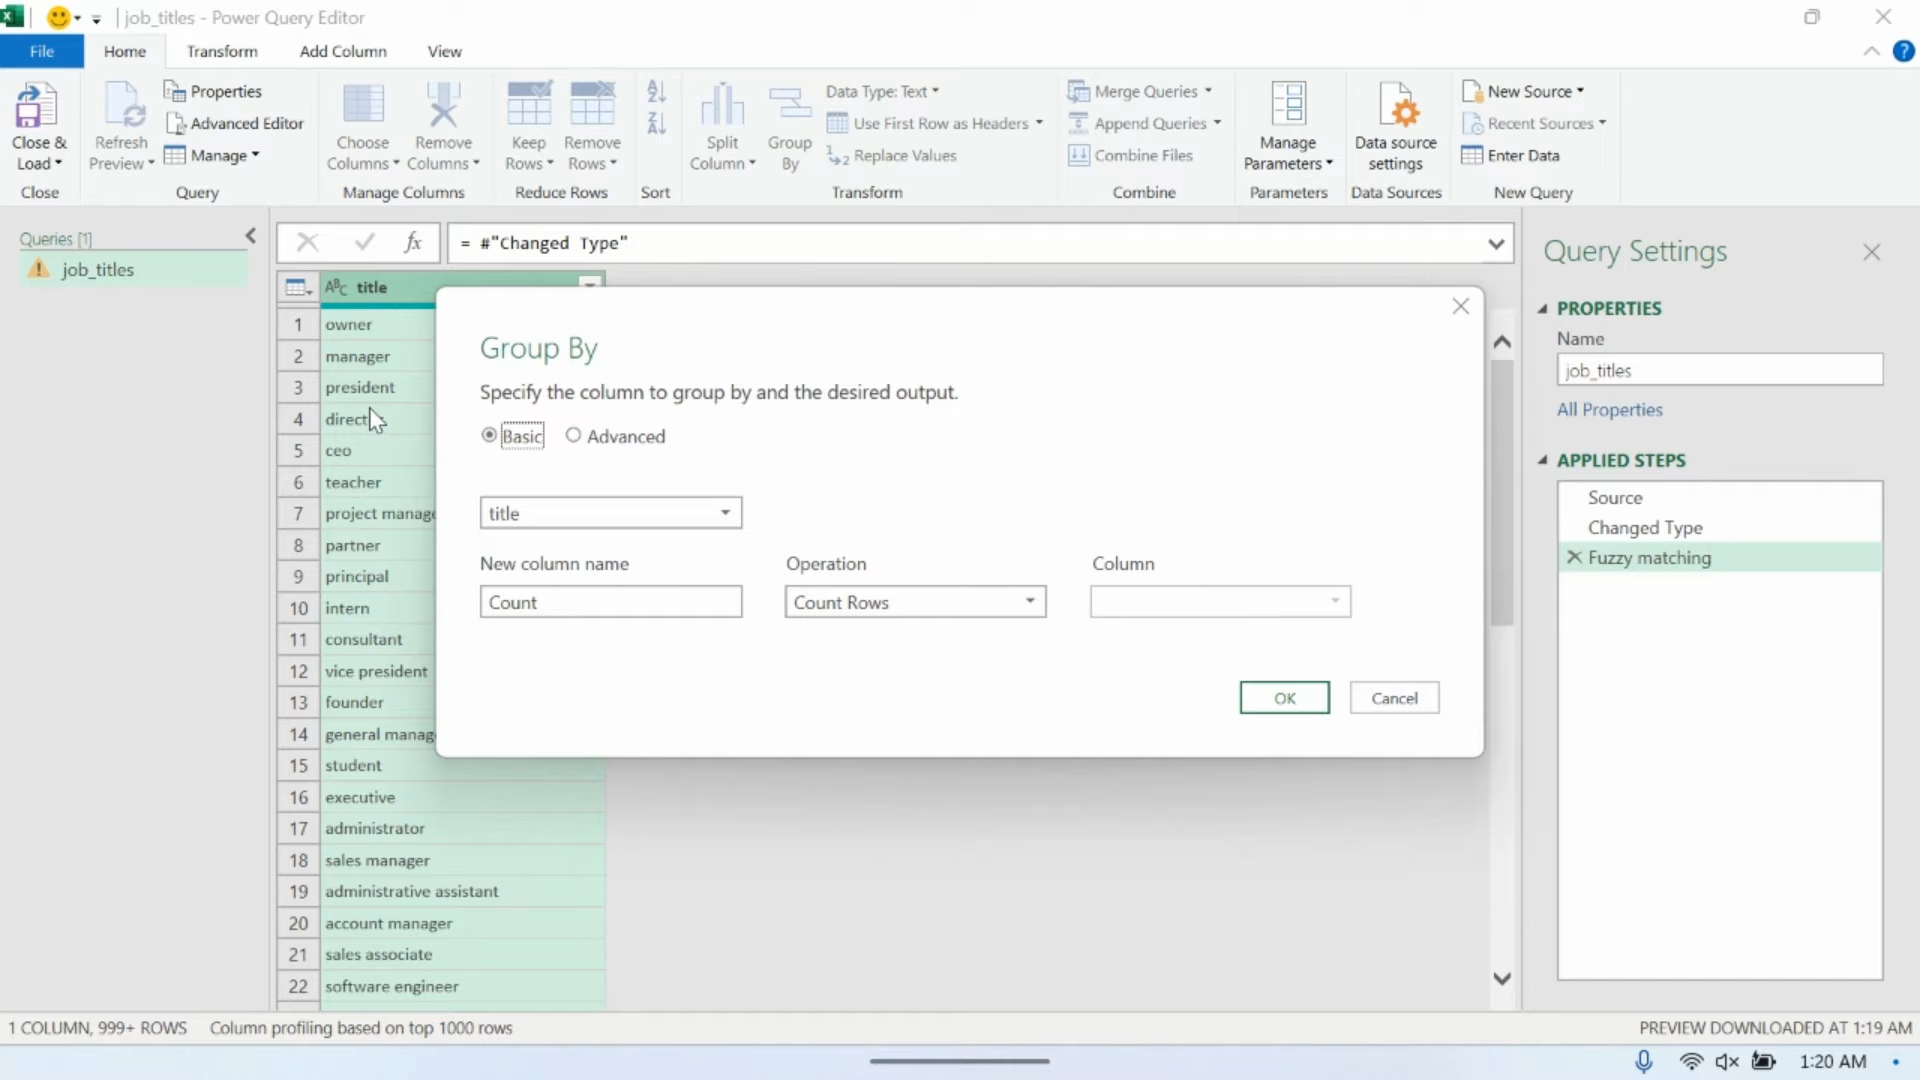 job_titles - Power Query Editor
File
Home
Transform
Add Column
View
?
Close &
Load
Close
Refresh
Preview
Properties
Advanced Editor
Manage
Query
Choose
Columns
Remove
Columns
Manage Columns
Keep
Rows
Remove
Rows
Reduce Rows
Sort
Split
Column
Group
By
Data Type: Text
Use First Row as Headers
Replace Values
Transform
Merge Queries
Append Queries
Combine Files
Combine
Manage
Parameters
Parameters
Data source
settings
Data Sources
New Source
Recent Sources
Enter Data
New Query
Queries [1]
job_titles
fx
= #"Changed Type"
ABC title
1 owner
2 manager
3 president
4 direct
5 ceo
6 teacher
7 project manage
8 partner
9 principal
10 intern
11 consultant
12 vice president
13 founder
14 general manag
15 student
16 executive
17 administrator
18 sales manager
19 administrative assistant
20 account manager
21 sales associate
22 software engineer
Group By
Specify the column to group by and the desired output.
Basic
Advanced
title
New column name
Operation
Column
Count
Count Rows
OK
Cancel
Query Settings
PROPERTIES
Name
job_titles
All Properties
APPLIED STEPS
Source
Changed Type
Fuzzy matching
1 COLUMN, 999+ ROWS
Column profiling based on top 1000 rows
PREVIEW DOWNLOADED AT 1:19 AM
1:20 AM